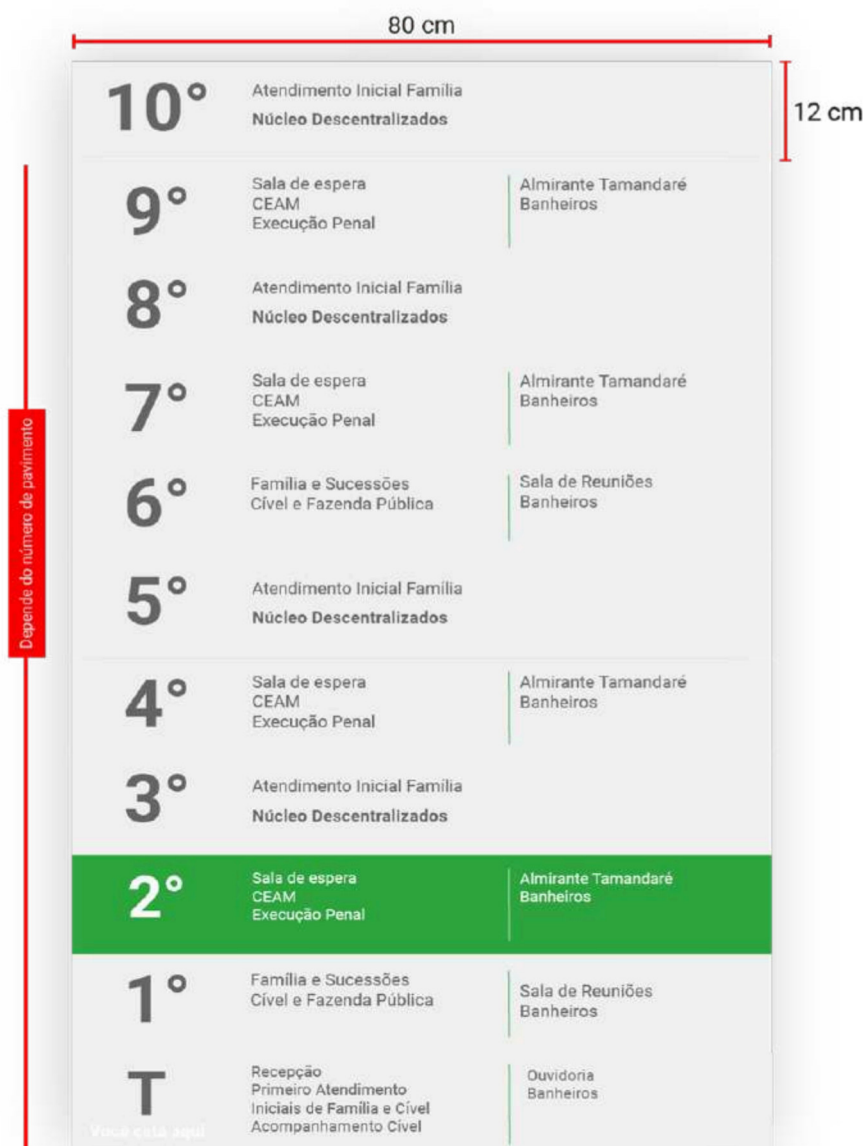 80 cm
12 cm
10°
Atendimento Inicial Família
Núcleo Descentralizados
9°
Sala de espera
CEAM
Execução Penal
Almirante Tamandaré
Banheiros
8°
Atendimento Inicial Família
Núcleo Descentralizados
7°
Sala de espera
CEAM
Execução Penal
Almirante Tamandaré
Banheiros
6°
Família e Sucessões
Cível e Fazenda Pública
Sala de Reuniões
Banheiros
Depende do número de pavimento
5°
Atendimento Inicial Família
Núcleo Descentralizados
4°
Sala de espera
CEAM
Execução Penal
Almirante Tamandaré
Banheiros
3°
Atendimento Inicial Família
Núcleo Descentralizados
2°
Sala de espera
CEAM
Execução Penal
Almirante Tamandaré
Banheiros
1°
Família e Sucessões
Cível e Fazenda Pública
Sala de Reuniões
Banheiros
T
Você está aqui
Recepção
Primeiro Atendimento
Iniciais de Família e Cível
Acompanhamento Cível
Ouvidoria
Banheiros